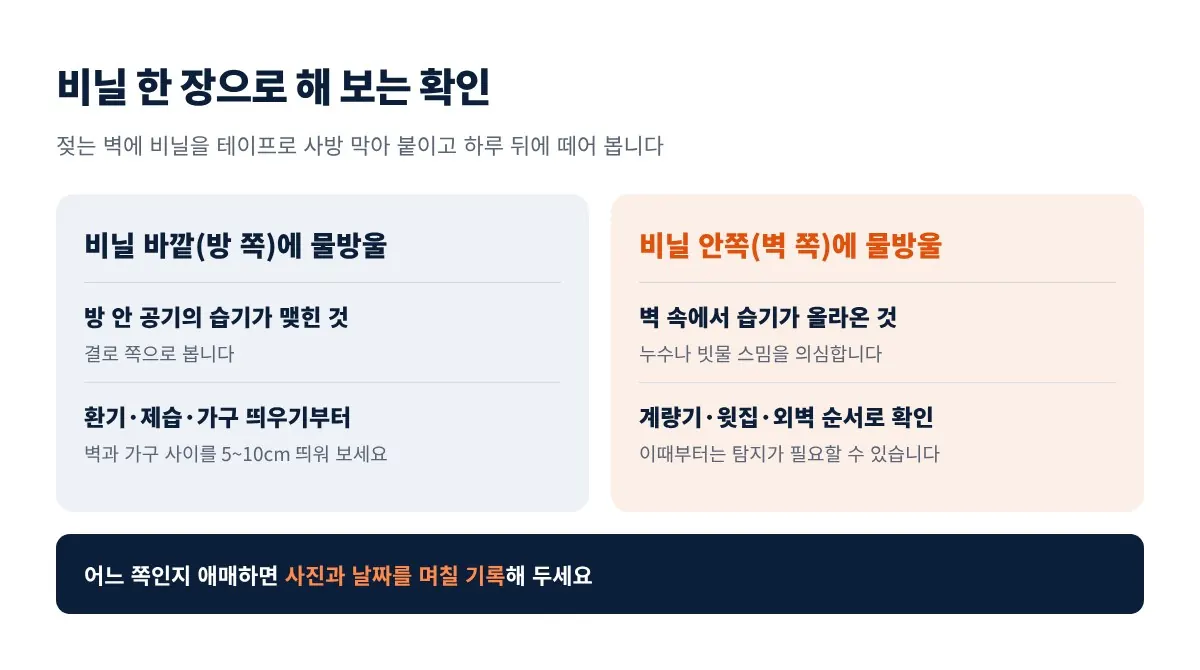 비닐 한 장으로 해 보는 확인
젖는 벽에 비닐을 테이프로 사방 막아 붙이고 하루 뒤에 떼어 봅니다
비닐 바깥(방 쪽)에 물방울
방 안 공기의 습기가 맺힌 것
결로 쪽으로 봅니다
환기·제습·가구 띄우기부터
벽과 가구 사이를 5~10cm 띄워 보세요
비닐 안쪽(벽 쪽)에 물방울
벽 속에서 습기가 올라온 것
누수나 빗물 스밈을 의심합니다
계량기·윗집·외벽 순서로 확인
이때부터는 탐지가 필요할 수 있습니다
어느 쪽인지 애매하면 사진과 날짜를 며칠 기록해 두세요